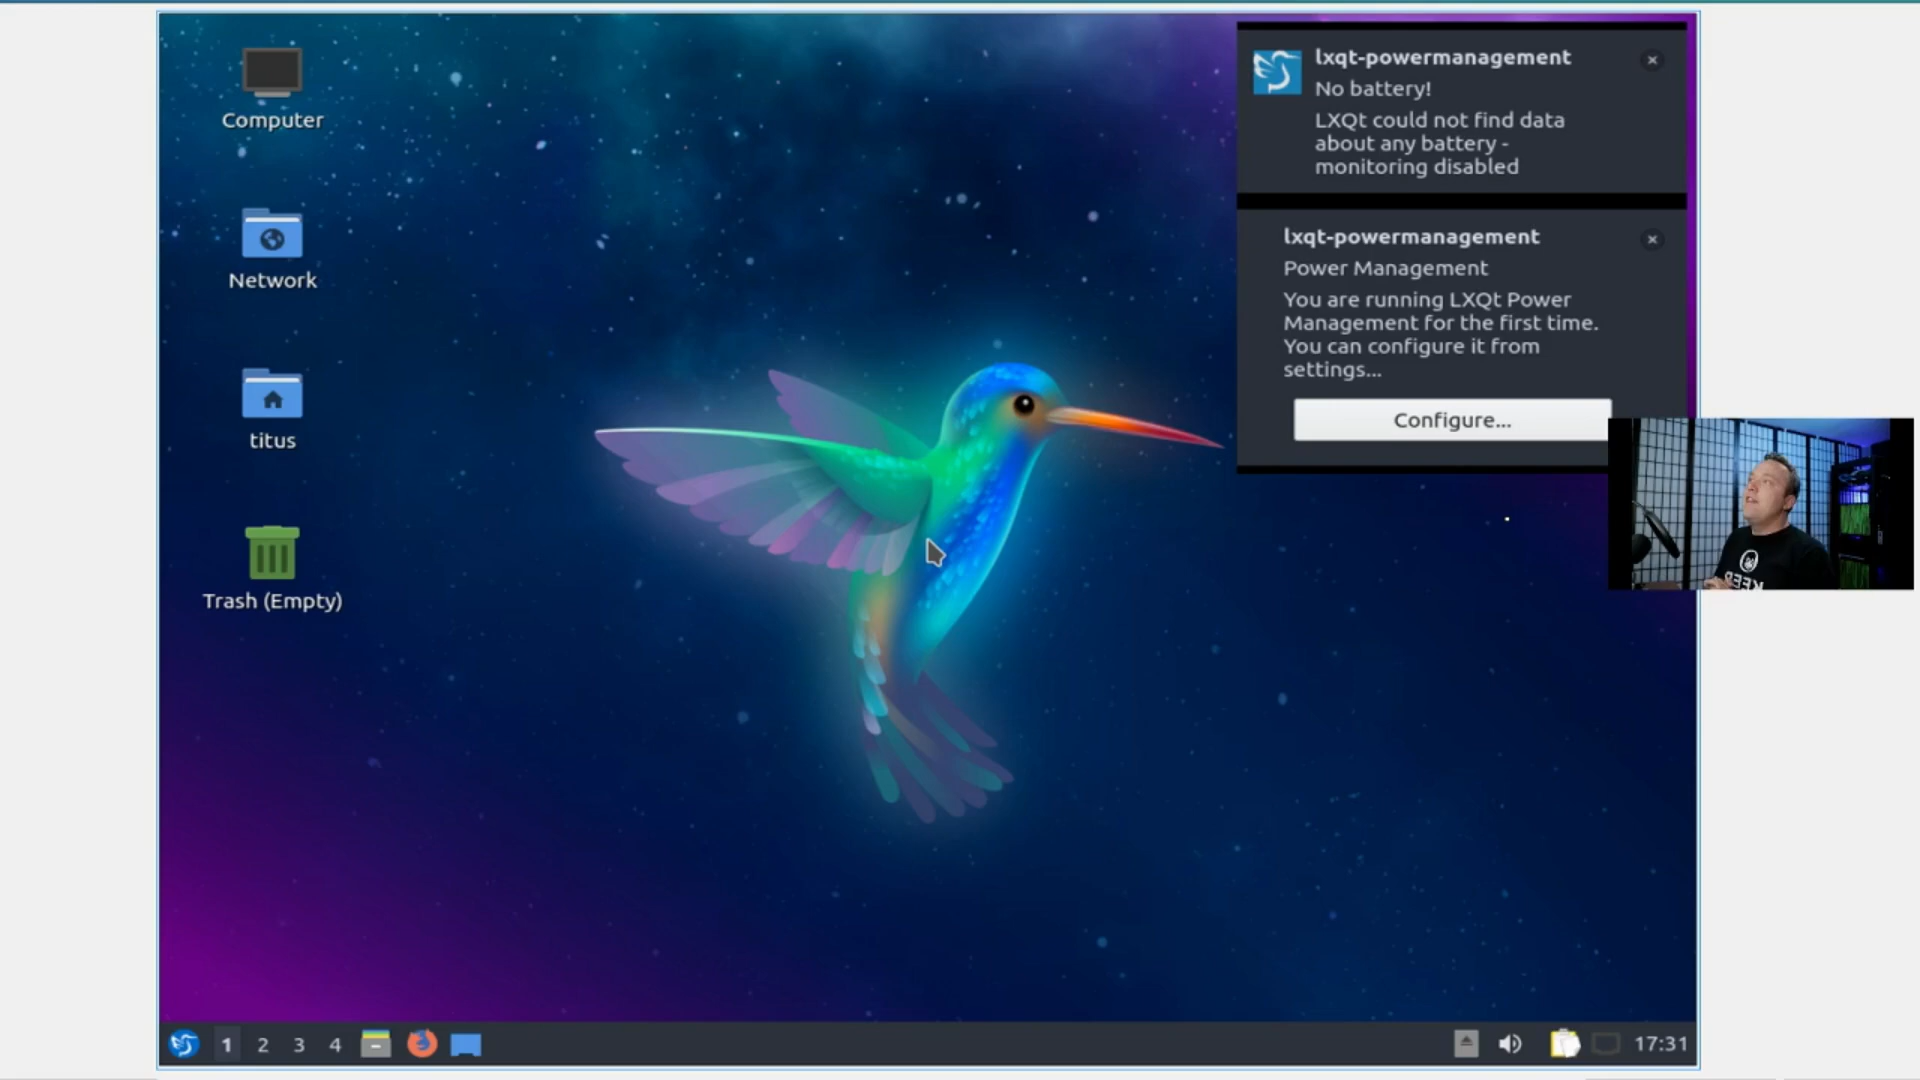 Computer
Network
titus
Trash (Empty)
lxqt-powermanagement
No battery!
LXQt could not find data
about any battery -
monitoring disabled
lxqt-powermanagement
Power Management
You are running LXQt Power
Management for the first time.
You can configure it from
settings...
Configure...
KEEP
1 2 3 4
17:31